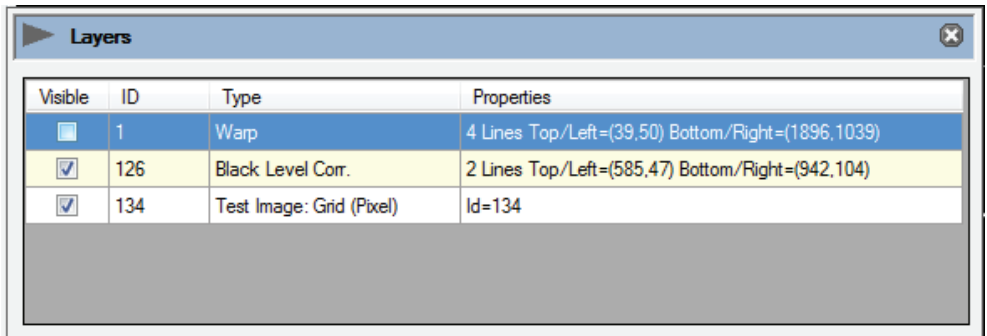 Layers
Visible ID Type Properties
1 Warp 4 Lines Top/Left=(39,50) Bottom/Right=(1896,1039)
126 Black Level Corr. 2 Lines Top/Left=(585,47) Bottom/Right=(942,104)
134 Test Image: Grid (Pixel) Id=134